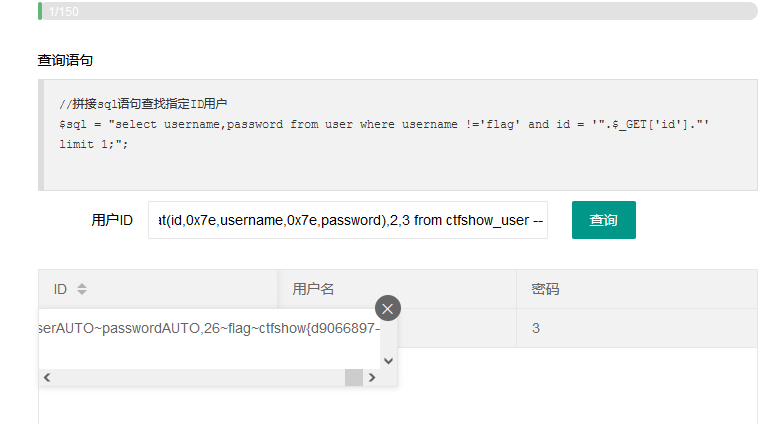 1/150
查询语句
//拼接sql语句查找指定ID用户
$sql = "select username,password from user where username !='flag' and id = '".$_GET['id']."'
limit 1;";
用户ID at(id,0x7e,username,0x7e,password),2,3 from ctfshow_user -- 查询
ID 用户名 密码
serAUTO~passwordAUTO,26~flag~ctfshow{d9066897- 3